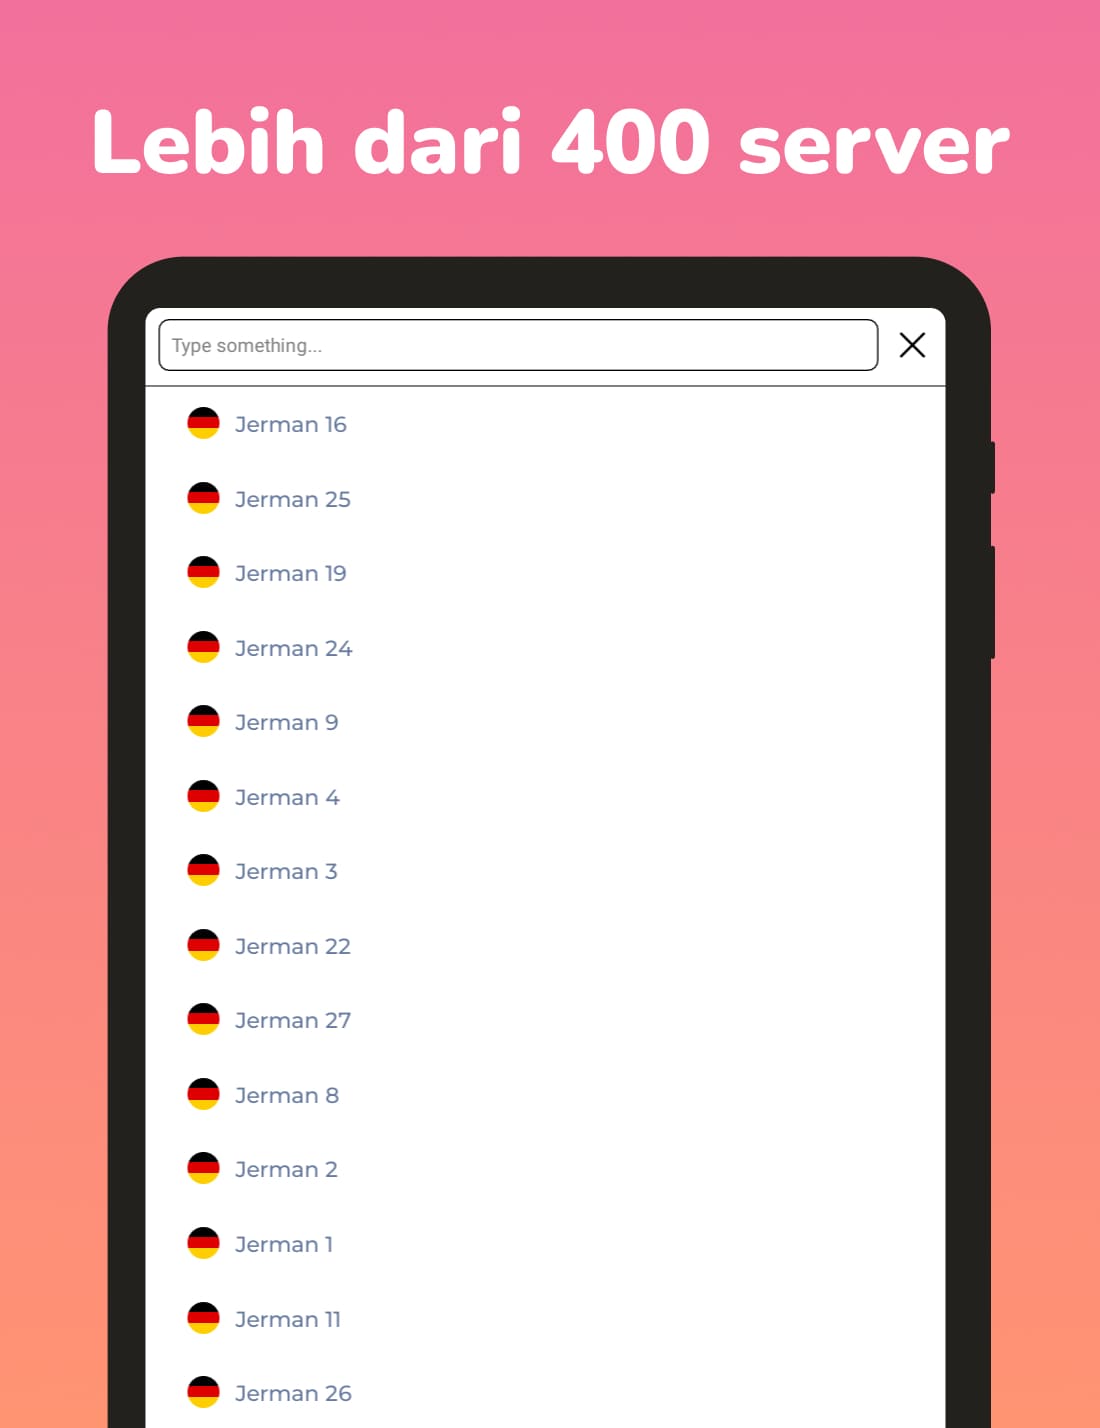 Lebih dari 400 server
Type something...
Jerman 16
Jerman 25
Jerman 19
Jerman 24
Jerman 9
Jerman 4
Jerman 3
Jerman 22
Jerman 27
Jerman 8
Jerman 2
Jerman 1
Jerman 11
Jerman 26